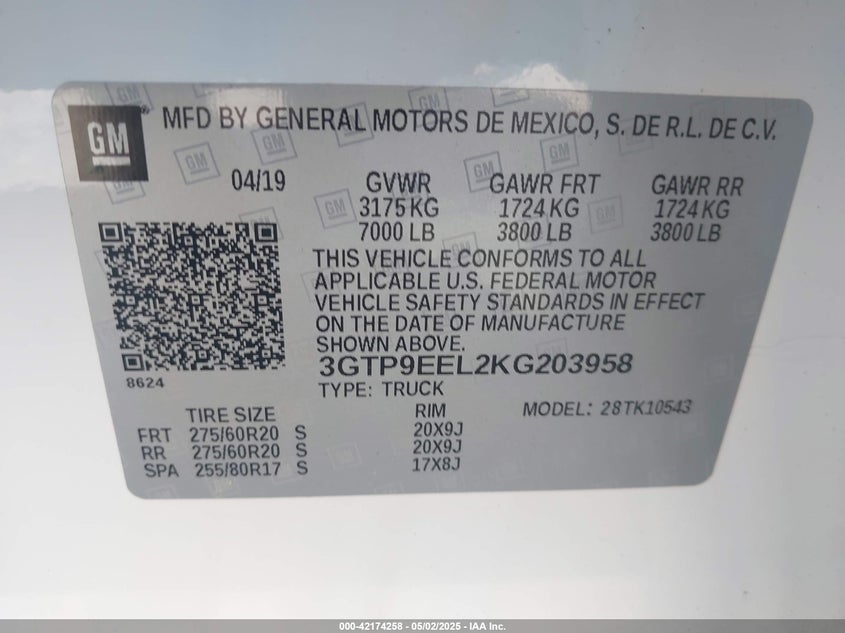 GM® MFD BY GENERAL MOTORS DE MEXICO, S. DE R.L. DE C.V.
04/19 GVWR GAWR FRT GAWR RR
3175 KG 1724 KG 1724 KG
7000 LB 3800 LB 3800 LB
THIS VEHICLE CONFORMS TO ALL
APPLICABLE U.S. FEDERAL MOTOR
VEHICLE SAFETY STANDARDS IN EFFECT
ON THE DATE OF MANUFACTURE
SHOWN ABOVE.
3GTP9EEL2KG203958
8624
TYPE: TRUCK
TIRE SIZE RIM MODEL: 28TK10543
FRT 275/60R20 S 20X9J
RR 275/60R20 S 20X9J
SPA 255/80R17 S 17X8J
000-42174258 - 05/02/2025 - IAA Inc.